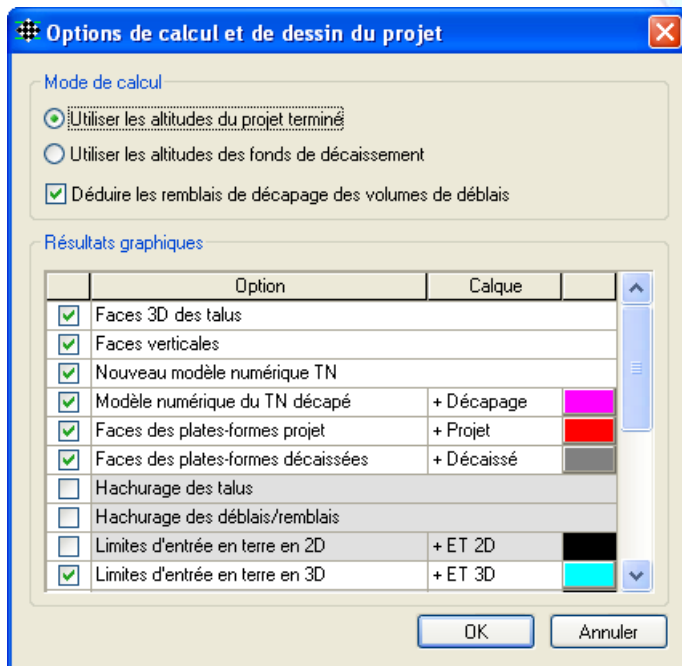 Options de calcul et de dessin du projet
Mode de calcul
Utiliser les altitudes du projet terminé
Utiliser les altitudes des fonds de décaissement
Déduire les remblais de décapage des volumes de déblais
Résultats graphiques
Option Calque
Faces 3D des talus
Faces verticales
Nouveau modèle numérique TN
Modèle numérique du TN décapé + Décapage
Faces des plates-formes projet + Projet
Faces des plates-formes décaissées + Décaissé
Hachurage des talus
Hachurage des déblais/remblais
Limites d'entrée en terre en 2D + ET 2D
Limites d'entrée en terre en 3D + ET 3D
OK Annuler